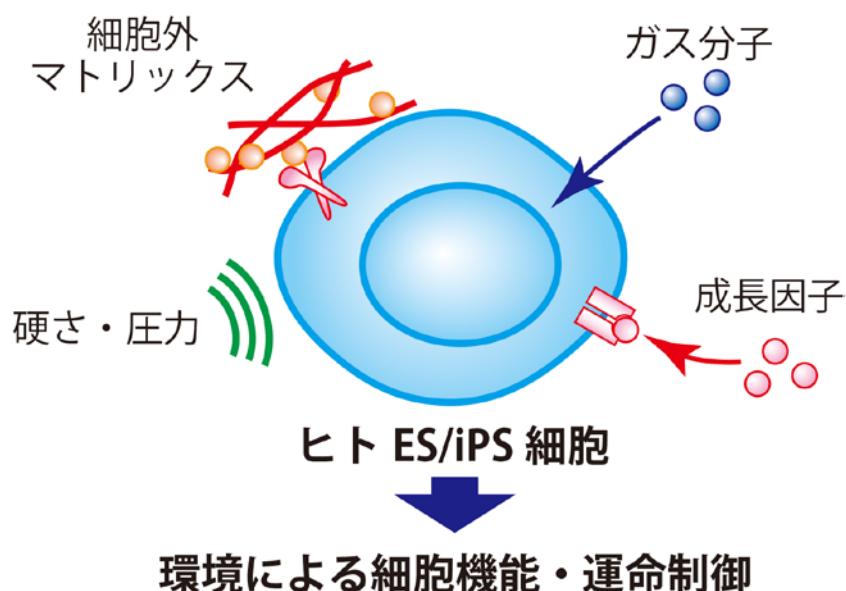 細胞外
マトリックス
ガス分子
硬さ・圧力
成長因子
ヒト ES/iPS 細胞
環境による細胞機能・運命制御